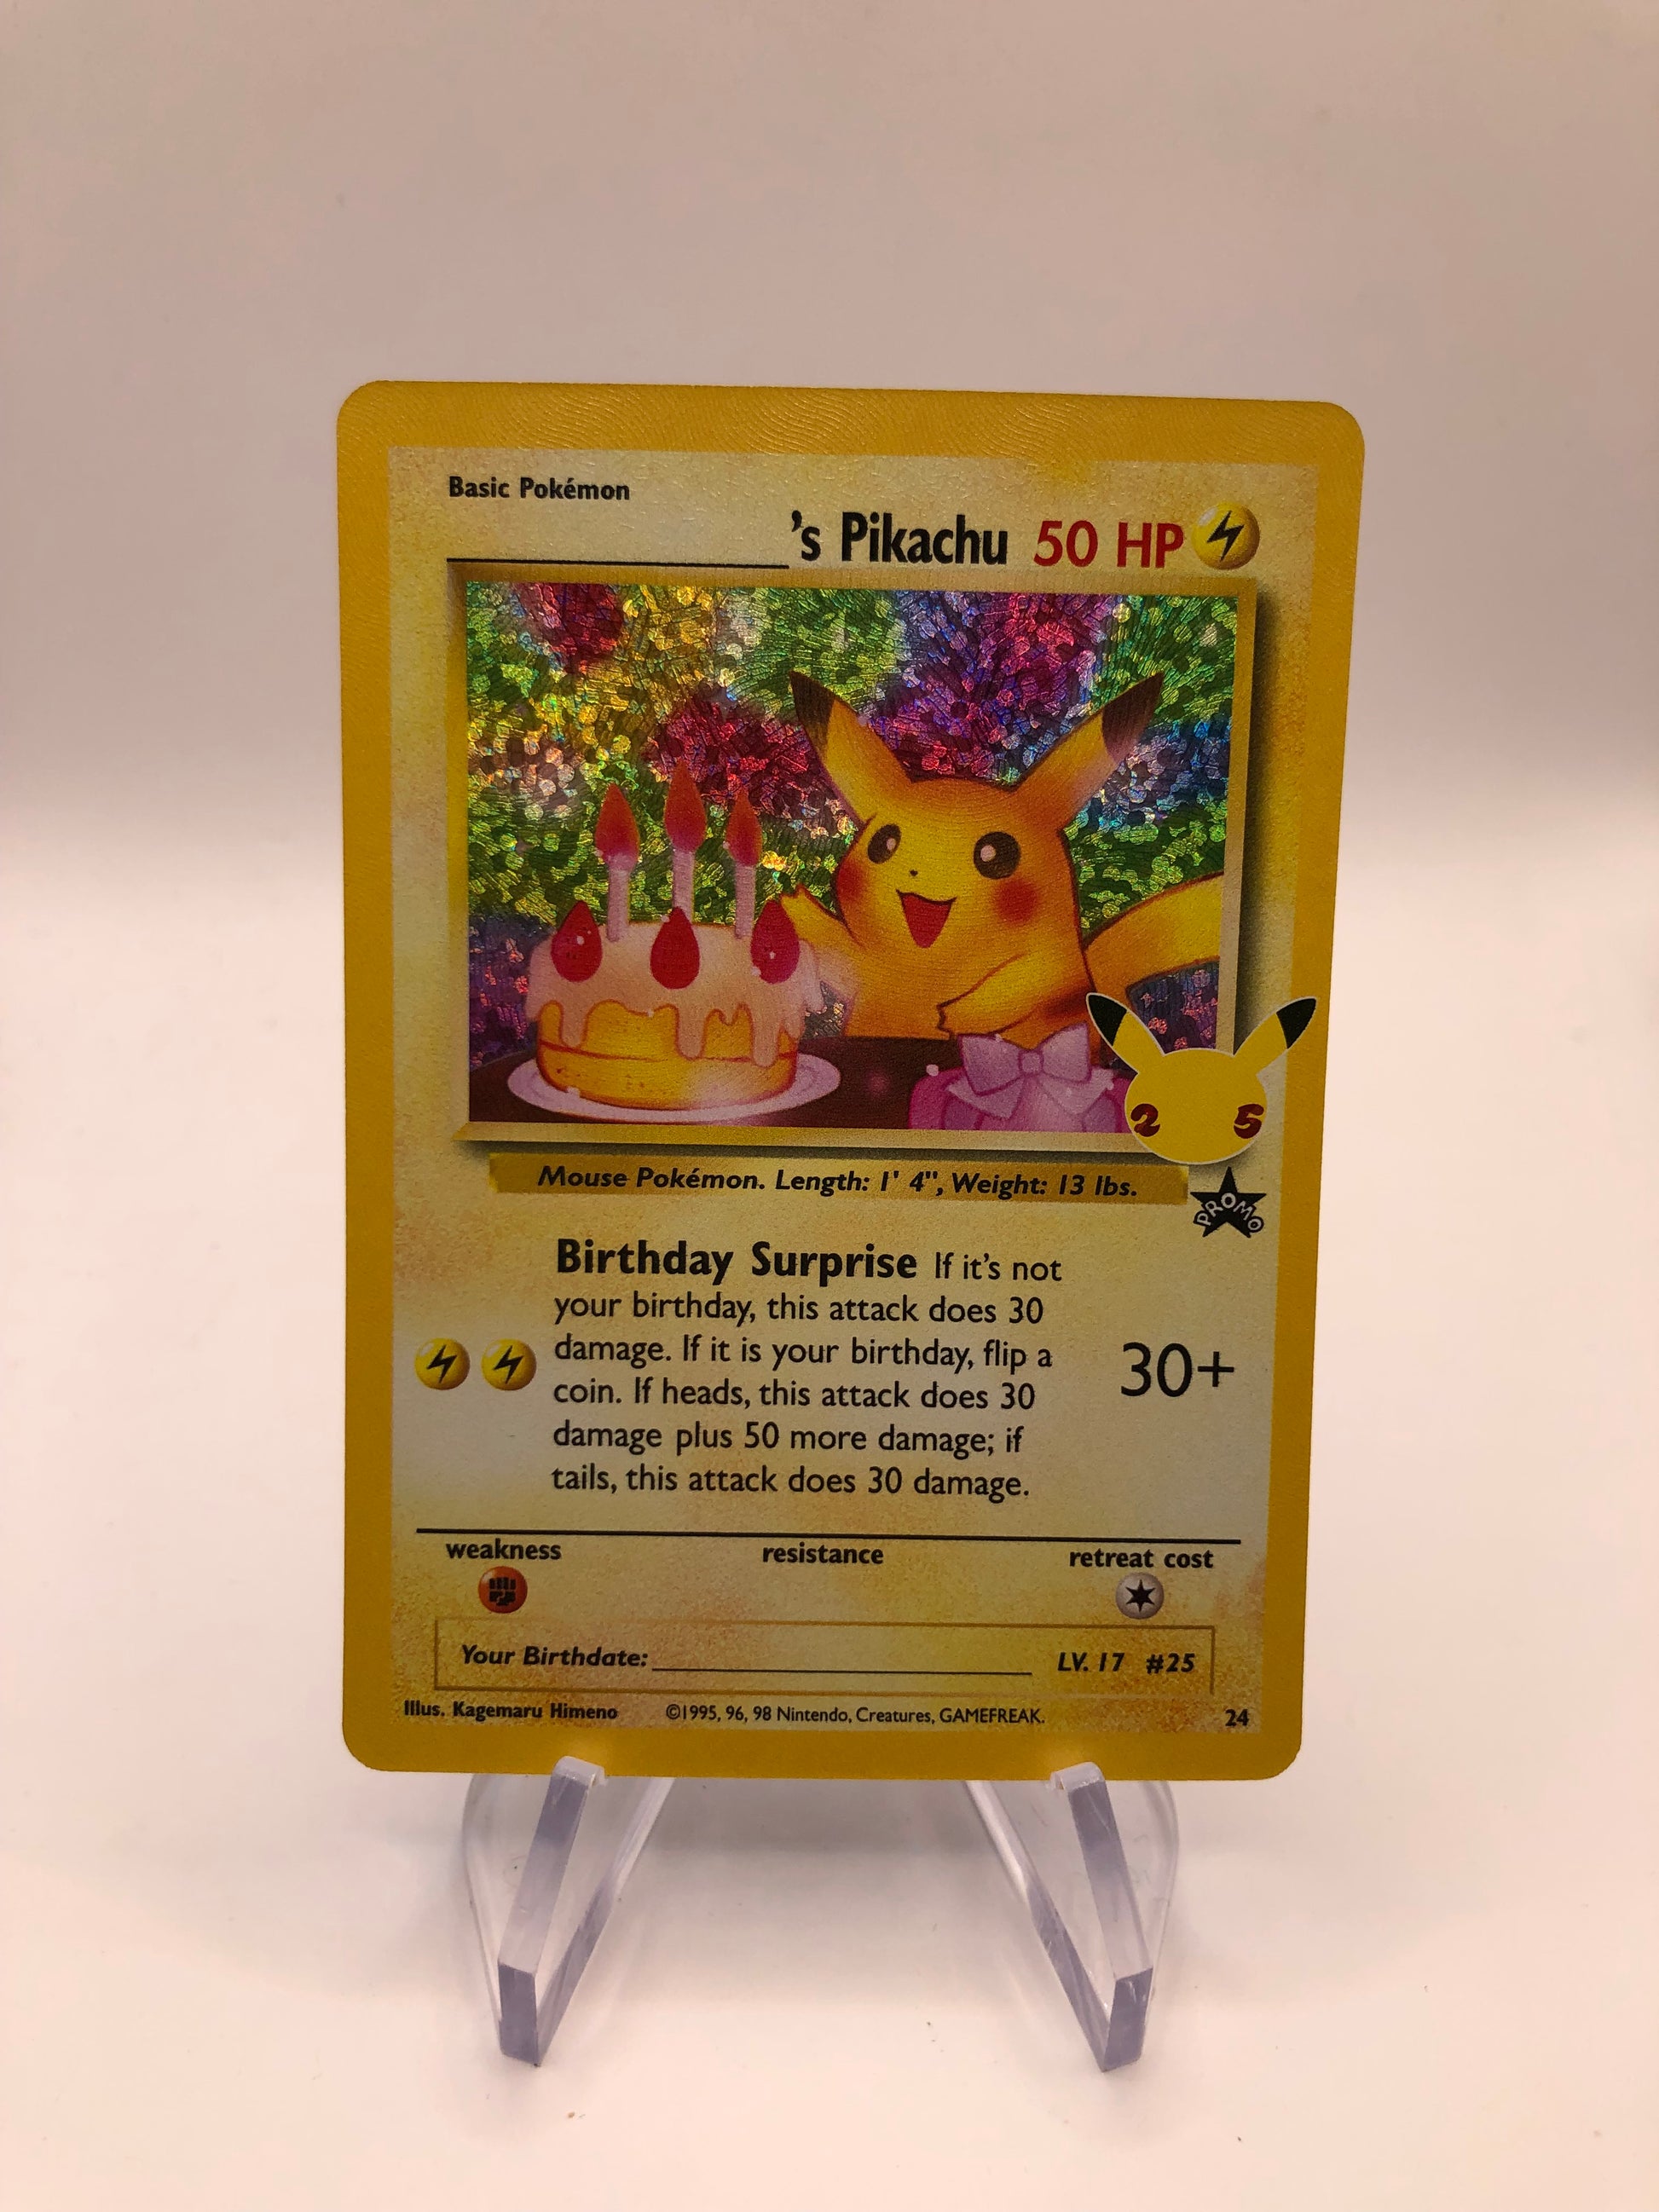 Basic Pokémon
________'s Pikachu 50 HP
2 5
Mouse Pokémon. Length: 1' 4", Weight: 13 lbs.
PROMO
Birthday Surprise If it's not
your birthday, this attack does 30
damage. If it is your birthday, flip a
coin. If heads, this attack does 30
damage plus 50 more damage; if
tails, this attack does 30 damage.
30+
weakness resistance retreat cost
Your Birthdate:________ LV. 17 #25
Illus. Kagemaru Himeno ©1995, 96, 98 Nintendo, Creatures, GAMEFREAK. 24